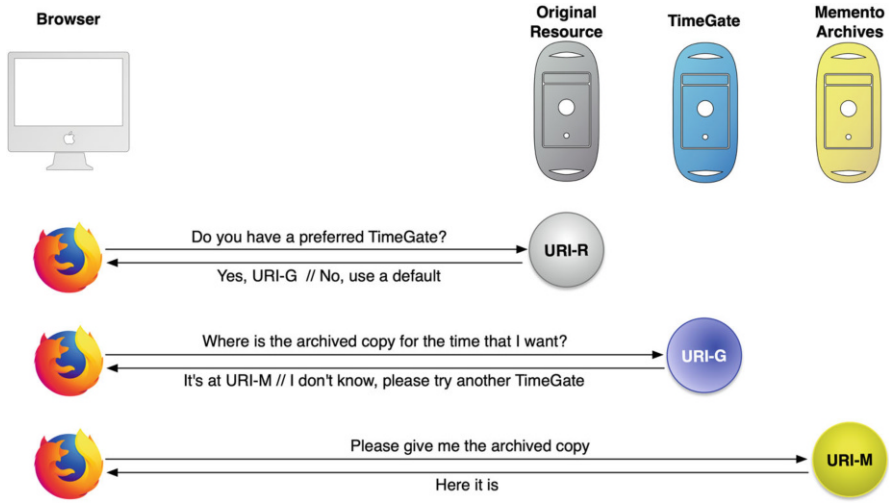 Browser
Original
Resource
TimeGate
Memento
Archives
Do you have a preferred TimeGate?
URI-R
Yes, URI-G // No, use a default
Where is the archived copy for the time that I want?
URI-G
It's at URI-M // I don't know, please try another TimeGate
Please give me the archived copy
URI-M
Here it is